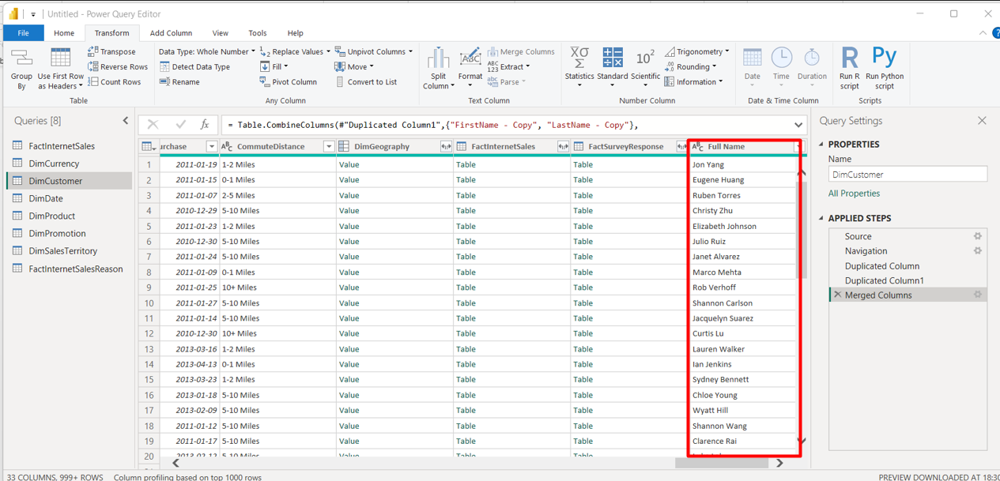 Untitled - Power Query Editor
File Home Transform Add Column View Tools Help
Group By
Use First Row as Headers
Transpose
Reverse Rows
Count Rows
Table
Data Type: Whole Number
Detect Data Type
Rename
Replace Values
Fill
Pivot Column
Unpivot Columns
Move
Convert to List
Any Column
Split Column
Format
Merge Columns
Extract
Parse
Text Column
Statistics
Standard
Scientific
Trigonometry
Rounding
Information
Number Column
Date
Time
Duration
Date & Time Column
Run R script
Run Python script
Scripts
Queries [8]
FactInternetSales
DimCurrency
DimCustomer
DimDate
DimProduct
DimPromotion
DimSalesTerritory
FactInternetSalesReason
= Table.CombineColumns(#"Duplicated Column1",{"FirstName - Copy", "LastName - Copy"},
urchase CommuteDistance DimGeography FactInternetSales FactSurveyResponse Full Name
1 2011-01-19 1-2 Miles Value Table Table Jon Yang
2 2011-01-15 0-1 Miles Value Table Table Eugene Huang
3 2011-01-07 2-5 Miles Value Table Table Ruben Torres
4 2010-12-29 5-10 Miles Value Table Table Christy Zhu
5 2011-01-23 1-2 Miles Value Table Table Elizabeth Johnson
6 2010-12-30 5-10 Miles Value Table Table Julio Ruiz
7 2011-01-24 5-10 Miles Value Table Table Janet Alvarez
8 2011-01-09 0-1 Miles Value Table Table Marco Mehta
9 2011-01-25 10+ Miles Value Table Table Rob Verhoff
10 2011-01-27 5-10 Miles Value Table Table Shannon Carlson
11 2011-01-14 5-10 Miles Value Table Table Jacquelyn Suarez
12 2010-12-30 10+ Miles Value Table Table Curtis Lu
13 2013-03-16 1-2 Miles Value Table Table Lauren Walker
14 2013-04-13 0-1 Miles Value Table Table Ian Jenkins
15 2013-03-23 1-2 Miles Value Table Table Sydney Bennett
16 2013-01-18 5-10 Miles Value Table Table Chloe Young
17 2013-02-09 5-10 Miles Value Table Table Wyatt Hill
18 2011-01-12 5-10 Miles Value Table Table Shannon Wang
19 2011-01-17 5-10 Miles Value Table Table Clarence Rai
20
Query Settings
PROPERTIES
Name
DimCustomer
All Properties
APPLIED STEPS
Source
Navigation
Duplicated Column
Duplicated Column1
Merged Columns
33 COLUMNS, 999+ ROWS Column profiling based on top 1000 rows
PREVIEW DOWNLOADED AT 18:30